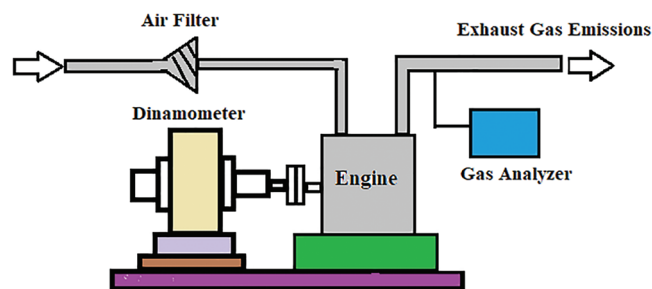 Air Filter
Exhaust Gas Emissions
Dinamometer
Engine
Gas Analyzer